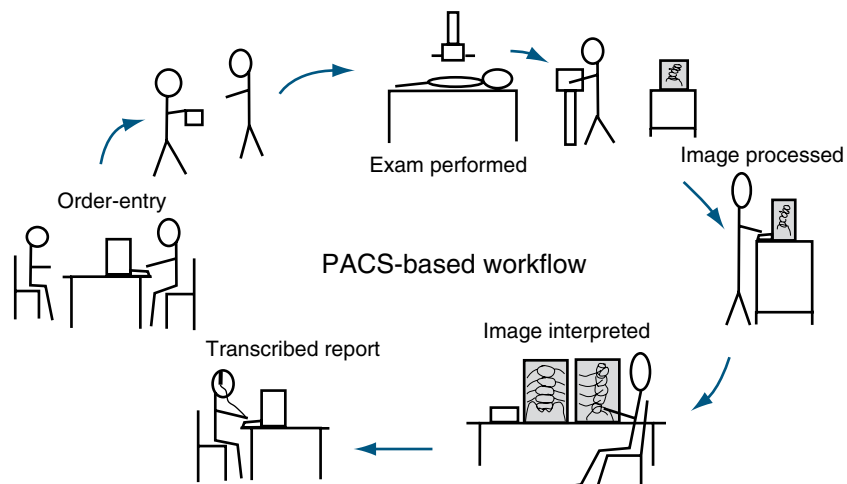 Exam performed
Image processed
Order-entry
PACS-based workflow
Image interpreted
Transcribed report